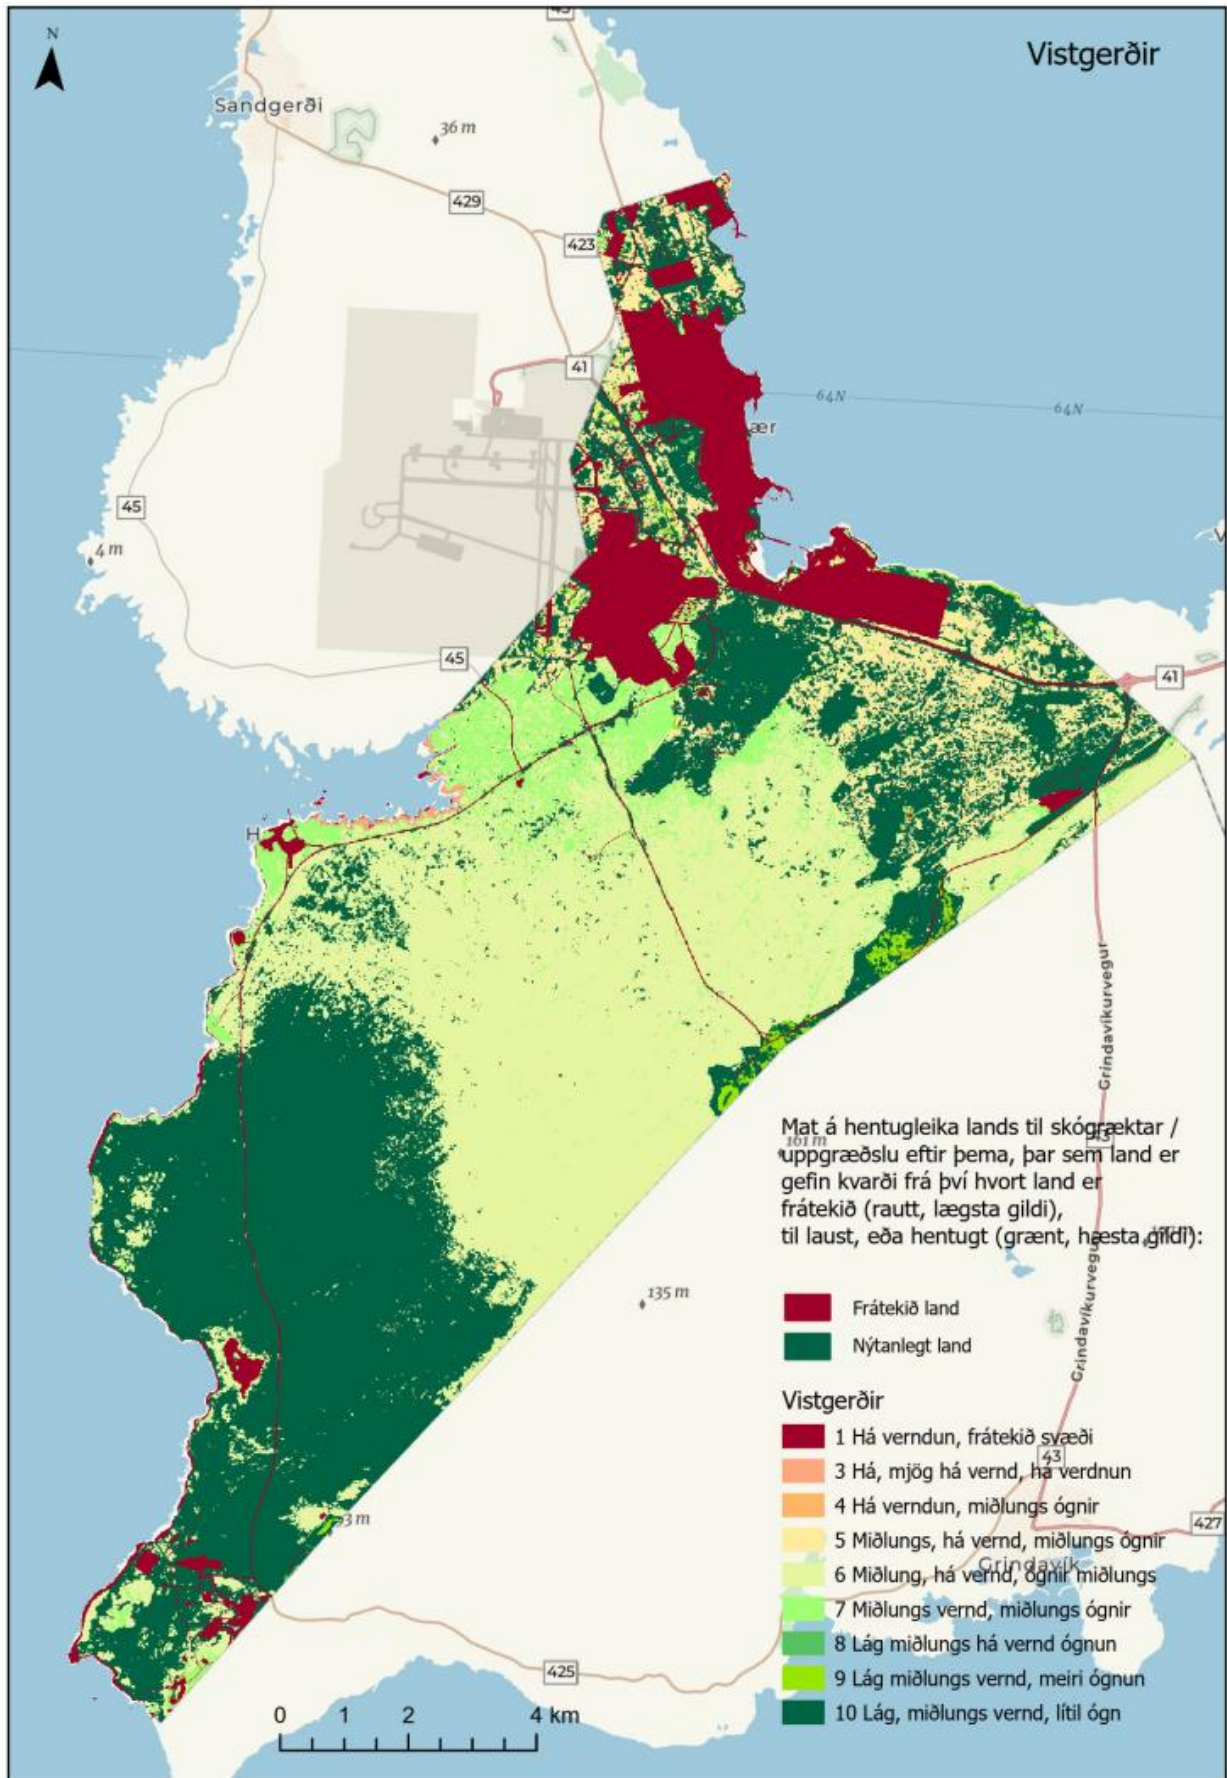 43
N
Vistgerðir
Sandgerði
36 m
429
423
41
64N
64N
ær
45
4 m
V
45
41
H
Grindavíkurvegur
Mat á hentugleika lands til skógræktar /
uppgræðslu eftir þema, þar sem land er
gefin kvarði frá því hvort land er
frátekið (rautt, lægsta gildi),
til laust, eða hentugt (grænt, hæsta gildi):
161 m
43
135 m
Grindavíkurvegur
Frátekið land
Nýtanlegt land
Vistgerðir
1 Há verndun, frátekið svæði
3 Há, mjög há vernd, há verdnun
4 Há verndun, miðlungs ógnir
5 Miðlungs, há vernd, miðlungs ógnir
6 Miðlung, há vernd, ógnir miðlungs
7 Miðlungs vernd, miðlungs ógnir
8 Lág miðlungs há vernd ógnun
9 Lág miðlungs vernd, meiri ógnun
10 Lág, miðlungs vernd, lítil ógn
43
427
Grindavík
93 m
425
0 1 2 4 km